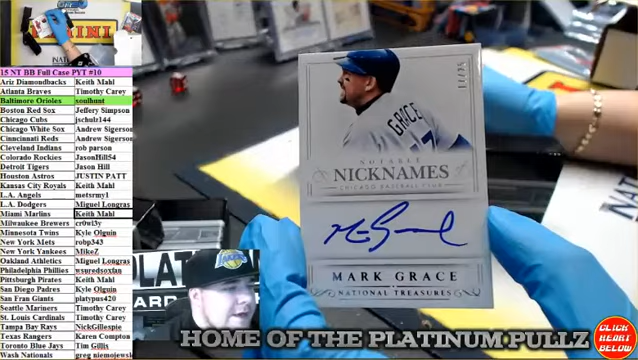 15 NT BB Full Case PYT #10
Ariz Diamondbacks Keith Mahl
Atlanta Braves Timothy Carey
Baltimore Orioles sonlhunt
Boston Red Sox Jeffery Simpson
Chicago Cubs jschulz144
Chicago White Sox Andrew Sigerson
Cinncinnati Reds Andrew Sigerson
Cleveland Indians rob parson
Colorado Rockies JasonHill54
Detroit Tigers Jason Hill
Houston Astros JUSTIN PATT
Kansas City Royals Keith Mahl
L.A. Angels metsrmy1
L.A. Dodgers Miguel Longras
Miami Marlins Keith Mahl
Milwaukee Brewers
Minnesota Twins Kyle Olguin
New York Mets robp343
New York Yankees MikeZ
Oakland Athletics Miguel Longras
Philadelphia Phillies wsuredsoxfan
Pittsburgh Pirates Keith Mahl
San Diego Padres Kyle Olguin
San Fran Giants platypus420
Seattle Mariners Timothy Carey
St. Louis Cardinals Timothy Carey
Tampa Bay Rays NickGillespie
Texas Rangers Karen Compton
Toronto Blue Jays Tim Gillis
Wash Nationals greg niemojewsk
GRACE
NOTABLE
NICKNAMES
CHICAGO BASEBALL CLUB
MARK GRACE
NATIONAL TREASURES
LAKERS
HOME OF THE PLATINUM PULLZ
CLICK
HEART
BELOW